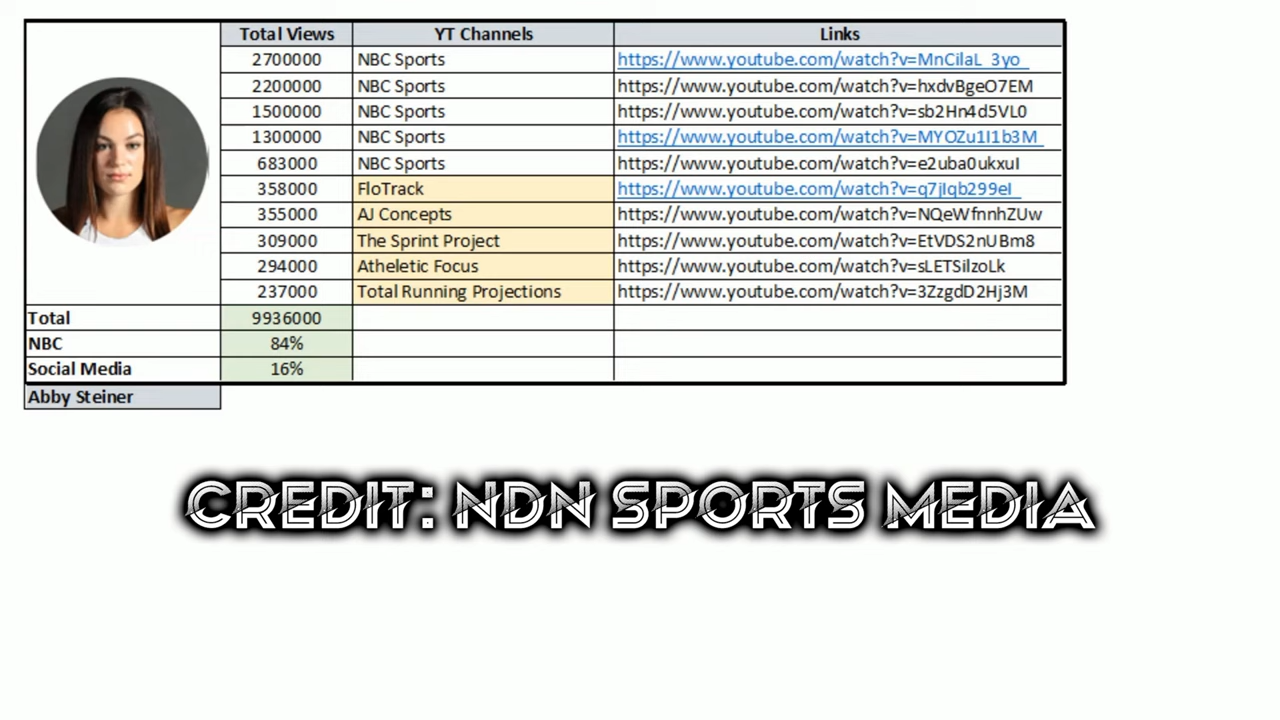 Total Views YT Channels Links
2700000 NBC Sports https://www.youtube.com/watch?v=MnCilaL_3yo_
2200000 NBC Sports https://www.youtube.com/watch?v=hxdvBgeO7EM
1500000 NBC Sports https://www.youtube.com/watch?v=sb2Hn4d5VL0
1300000 NBC Sports https://www.youtube.com/watch?v=MYOZu1I1b3M_
683000 NBC Sports https://www.youtube.com/watch?v=e2uba0ukxuI
358000 FloTrack https://www.youtube.com/watch?v=q7jIqb299eI_
355000 AJ Concepts https://www.youtube.com/watch?v=NQeWfnnhZUw
309000 The Sprint Project https://www.youtube.com/watch?v=EtVDS2nUBm8
294000 Atheletic Focus https://www.youtube.com/watch?v=sLETSilzoLk
237000 Total Running Projections https://www.youtube.com/watch?v=3ZzgdD2Hj3M
Total 9936000
NBC 84%
Social Media 16%
Abby Steiner
CREDIT: NDN SPORTS MEDIA